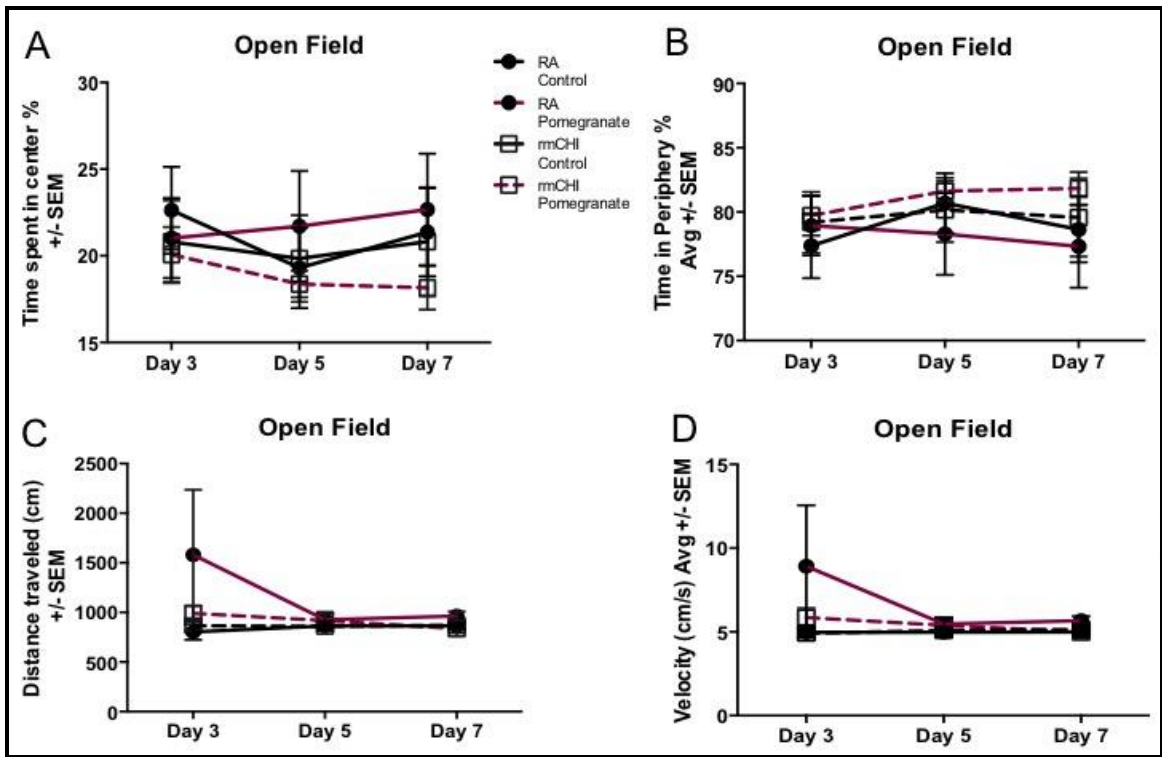 A
Open Field
Time spent in center %
+/- SEM
30
25
20
15
Day 3
Day 5
Day 7
RA
Control
RA
Pomegranate
rmCHI
Control
rmCHI
Pomegranate
B
Open Field
Time in Periphery %
Avg +/- SEM
90
85
80
75
70
Day 3
Day 5
Day 7
C
Open Field
Distance traveled (cm)
+/- SEM
2500
2000
1500
1000
500
0
Day 3
Day 5
Day 7
D
Open Field
Velocity (cm/s) Avg +/- SEM
15
10
5
0
Day 3
Day 5
Day 7